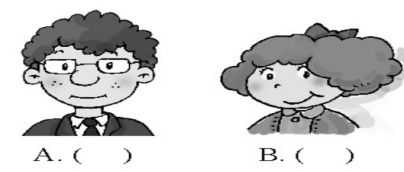 A. (    ) B. (    )